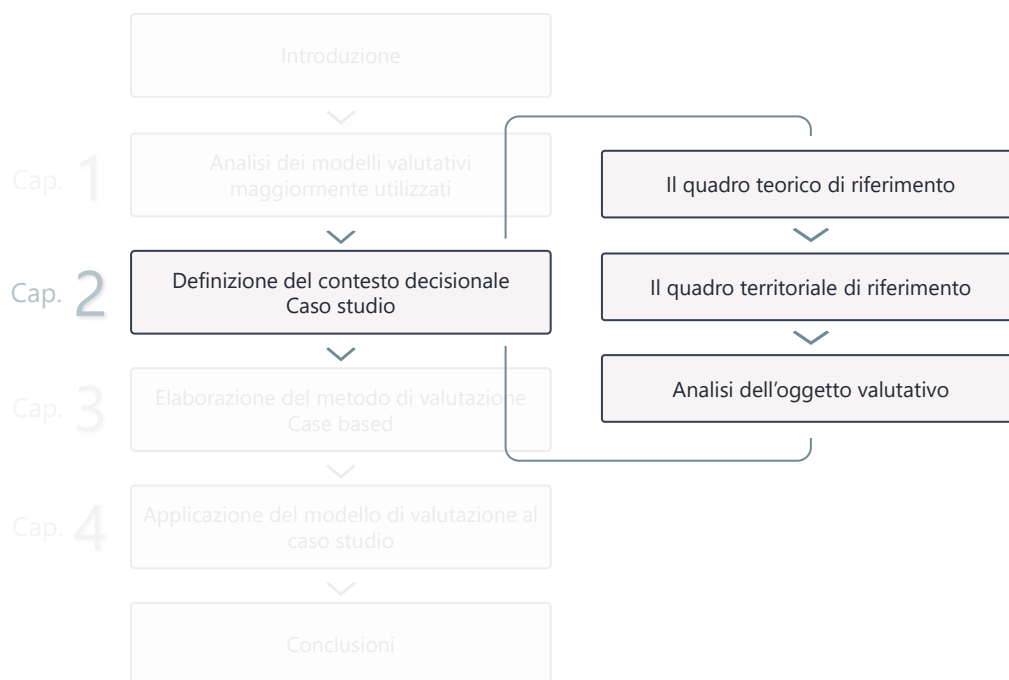 Introduzione
Cap. 1
Analisi dei modelli valutativi
maggiormente utilizzati
Cap. 2
Definizione del contesto decisionale
Caso studio
Cap. 3
Elaborazione del metodo di valutazione
Case based
Cap. 4
Applicazione del modello di valutazione al
caso studio
Conclusioni
Il quadro teorico di riferimento
Il quadro territoriale di riferimento
Analisi dell’oggetto valutativo